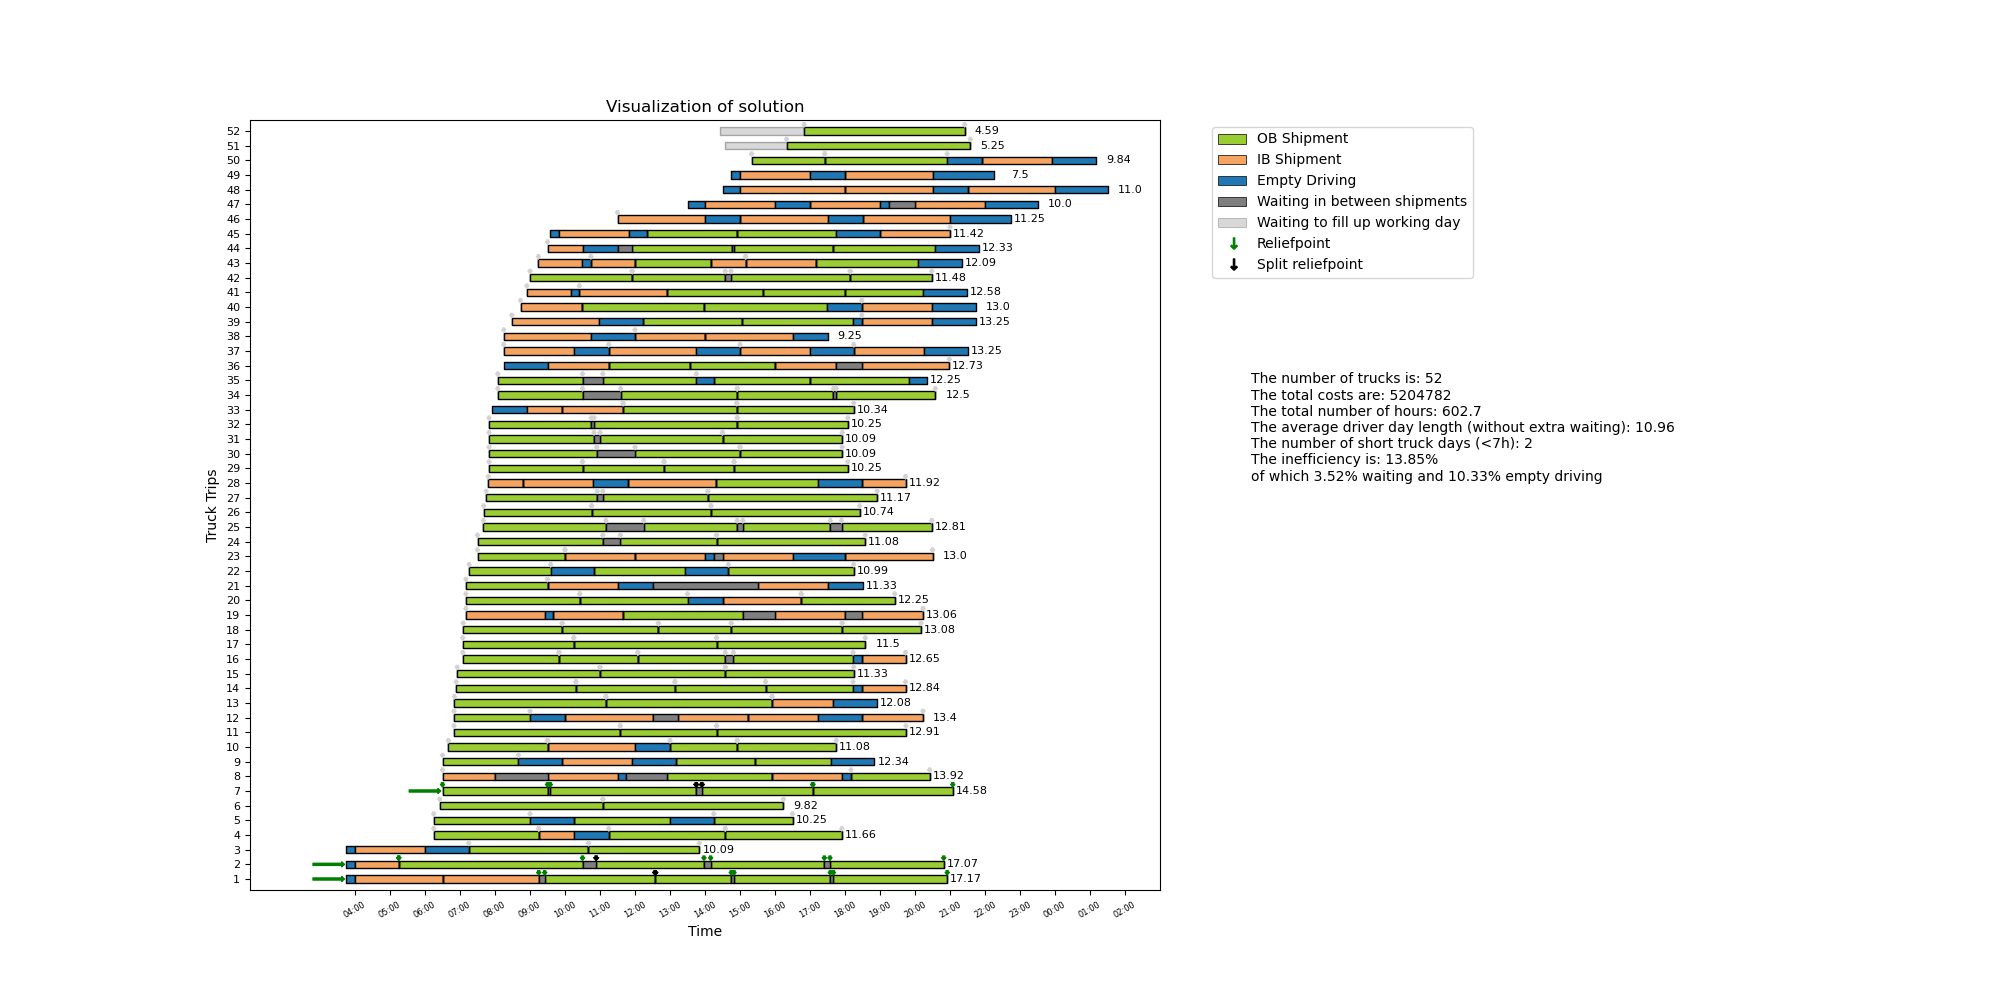 Visualization of solution
52 4.59
51 5.25
50 9.84
49 7.5
48 11.0
47 10.0
46 11.25
45 11.42
44 12.33
43 12.09
42 11.48
41 12.58
40 13.0
39 13.25
38 9.25
37 13.25
36 12.73
35 12.25
34 12.5
33 10.34
32 10.25
31 10.09
30 10.09
29 10.25
28 11.92
27 11.17
26 10.74
25 12.81
24 11.08
23 13.0
22 10.99
21 11.33
20 12.25
19 13.06
18 13.08
17 11.5
16 12.65
15 11.33
14 12.84
13 12.08
12 13.4
11 12.91
10 11.08
9 12.34
8 13.92
7 14.58
6 9.82
5 10.25
4 11.66
3 10.09
2 17.07
1 17.17
Truck Trips
04:00 05:00 06:00 07:00 08:00 09:00 10:00 11:00 12:00 13:00 14:00 15:00 16:00 17:00 18:00 19:00 20:00 21:00 22:00 23:00 00:00 01:00 02:00
Time
OB Shipment
IB Shipment
Empty Driving
Waiting in between shipments
Waiting to fill up working day
Reliefpoint
Split reliefpoint
The number of trucks is: 52
The total costs are: 5204782
The total number of hours: 602.7
The average driver day length (without extra waiting): 10.96
The number of short truck days (<7h): 2
The inefficiency is: 13.85%
of which 3.52% waiting and 10.33% empty driving